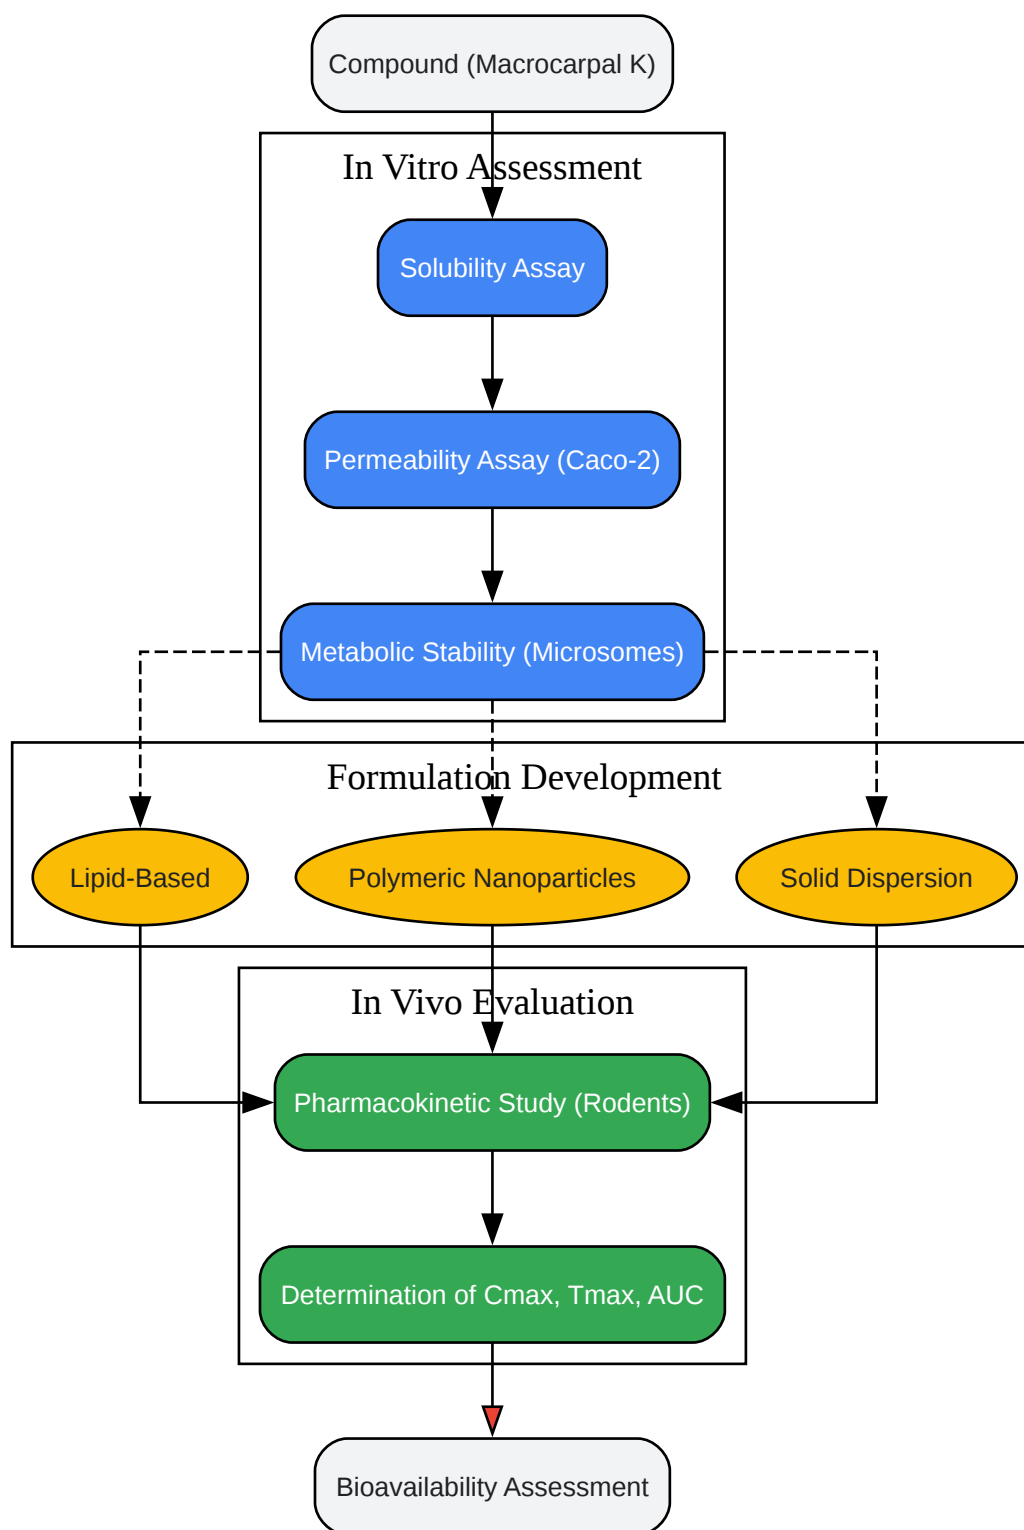 Compound (Macrocarpal K)
In Vitro Assessment
Solubility Assay
Permeability Assay (Caco-2)
Metabolic Stability (Microsomes)
Formulation Development
Lipid-Based
Polymeric Nanoparticles
Solid Dispersion
In Vivo Evaluation
Pharmacokinetic Study (Rodents)
Determination of Cmax, Tmax, AUC
Bioavailability Assessment